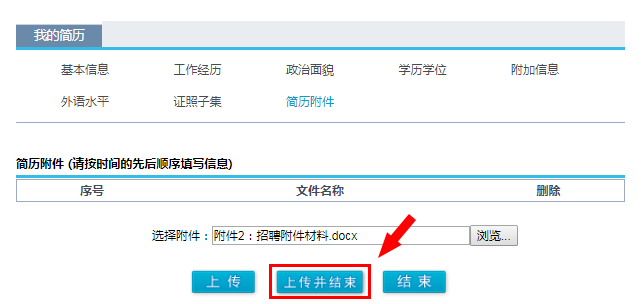 我的简历
基本信息 工作经历 政治面貌 学历学位 附加信息
外语水平 证照子集 简历附件
简历附件 (请按时间的先后顺序填写信息)
序号 文件名称 删除
选择附件：附件2：招聘附件材料.docx 浏览...
上 传 上传并结束 结 束